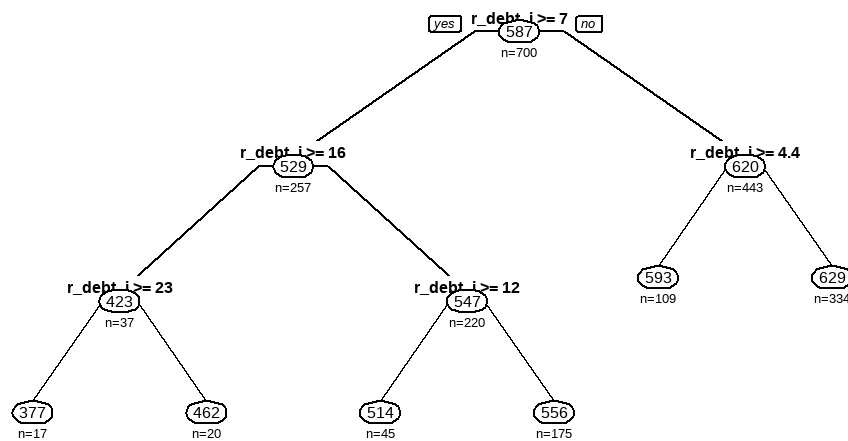 yes r_debt_i >= 7 no
587
n=700
r_debt_i >= 16
529
n=257
r_debt_i >= 4.4
620
n=443
r_debt_i >= 23
423
n=37
r_debt_i >= 12
547
n=220
593
n=109
629
n=334
377
n=17
462
n=20
514
n=45
556
n=175